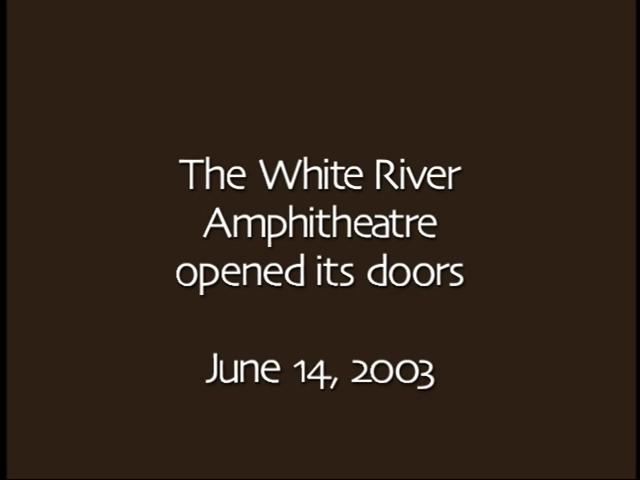 The White River
Amphitheatre
opened its doors
June 14, 2003